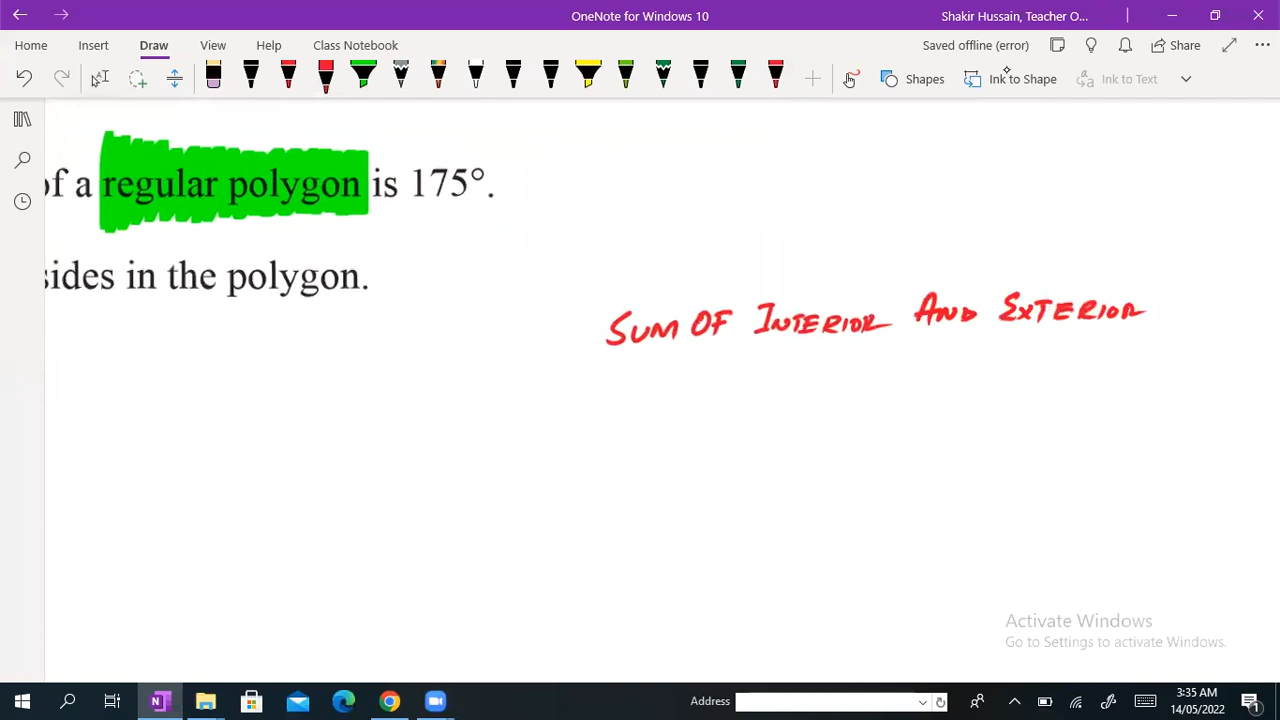 OneNote for Windows 10
Shakir Hussain, Teacher O...
Home Insert Draw View Help Class Notebook
Saved offline (error)
Share
Shapes Ink to Shape Ink to Text
of a regular polygon is 175°.
sides in the polygon.
SUM OF INTERIOR AND EXTERIOR
Activate Windows
Go to Settings to activate Windows.
Address
3:35 AM
14/05/2022
1